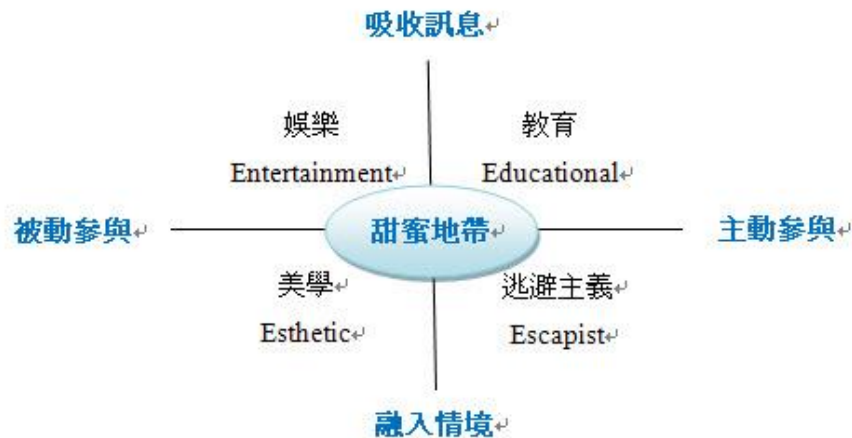 吸收訊息
娛樂
教育
Entertainment
Educational
被動參與
甜蜜地帶
主動參與
美學
逃避主義
Esthetic
Escapist
融入情境